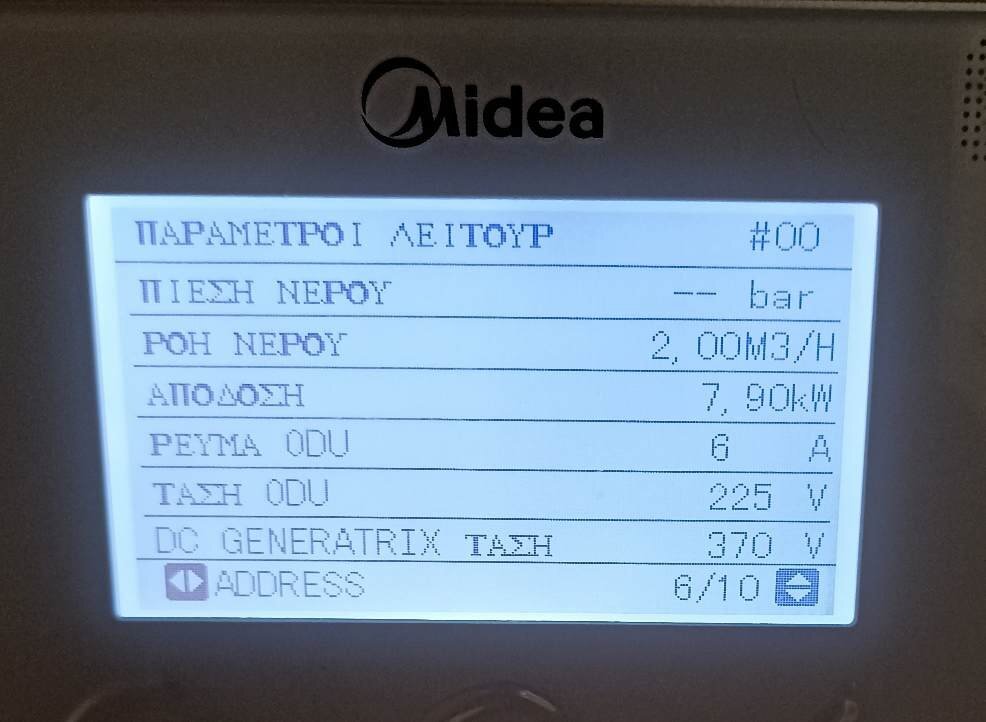 Midea
ΠΑΡΑΜΕΤΡΟΙ ΛΕΙΤΟΥΡ #00
ΠΙΕΣΗ ΝΕΡΟΥ -- bar
ΡΟΗ ΝΕΡΟΥ 2,00M3/H
ΑΠΟΔΟΣΗ 7,90kW
ΡΕΥΜΑ ODU 6 A
ΤΑΣΗ ODU 225 V
DC GENERATRIX ΤΑΣΗ 370 V
ADDRESS 6/10